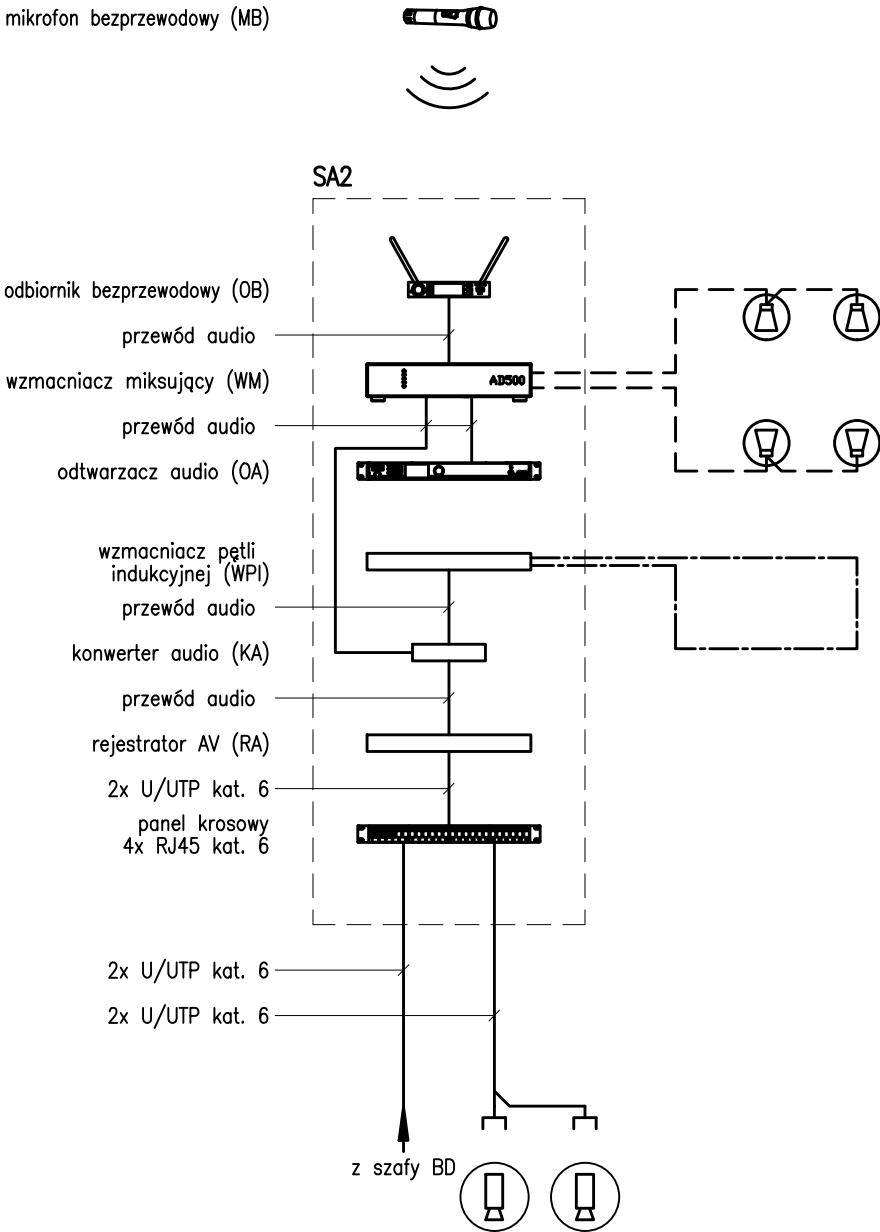 mikrofon bezprzewodowy (MB)
SA2
odbiornik bezprzewodowy (OB)
przewód audio
wzmacniacz miksujący (WM)
AD500
przewód audio
odtwarzacz audio (OA)
wzmacniacz pętli
indukcyjnej (WPI)
przewód audio
konwerter audio (KA)
przewód audio
rejestrator AV (RA)
2x U/UTP kat. 6
panel krosowy
4x RJ45 kat. 6
2x U/UTP kat. 6
2x U/UTP kat. 6
z szafy BD